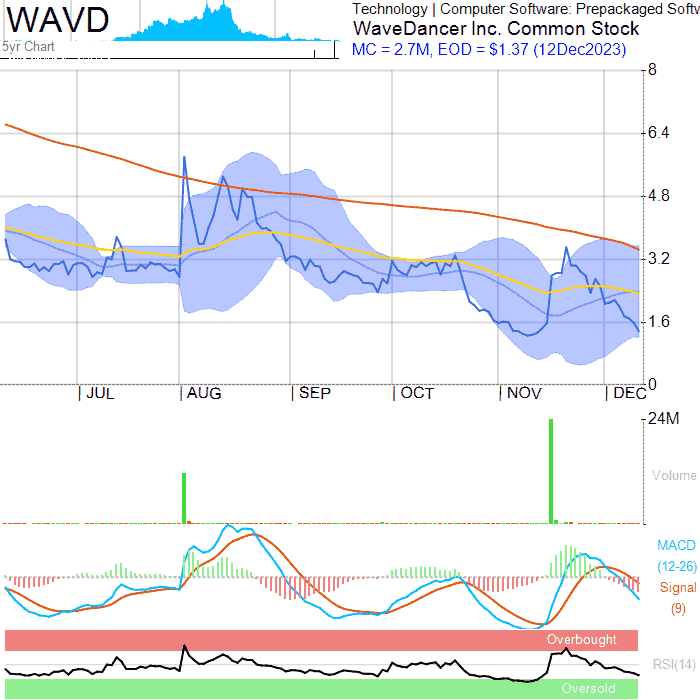 WAVD
Technology | Computer Software: Prepackaged Softw
WaveDancer Inc. Common Stock
5yr Chart
MC = 2.7M, EOD = $1.37 (12Dec2023)
8
6.4
4.8
3.2
1.6
0
JUL AUG SEP OCT NOV DEC
24M
Volume
MACD
(12-26)
Signal
(9)
Overbought
RSI(14)
Oversold